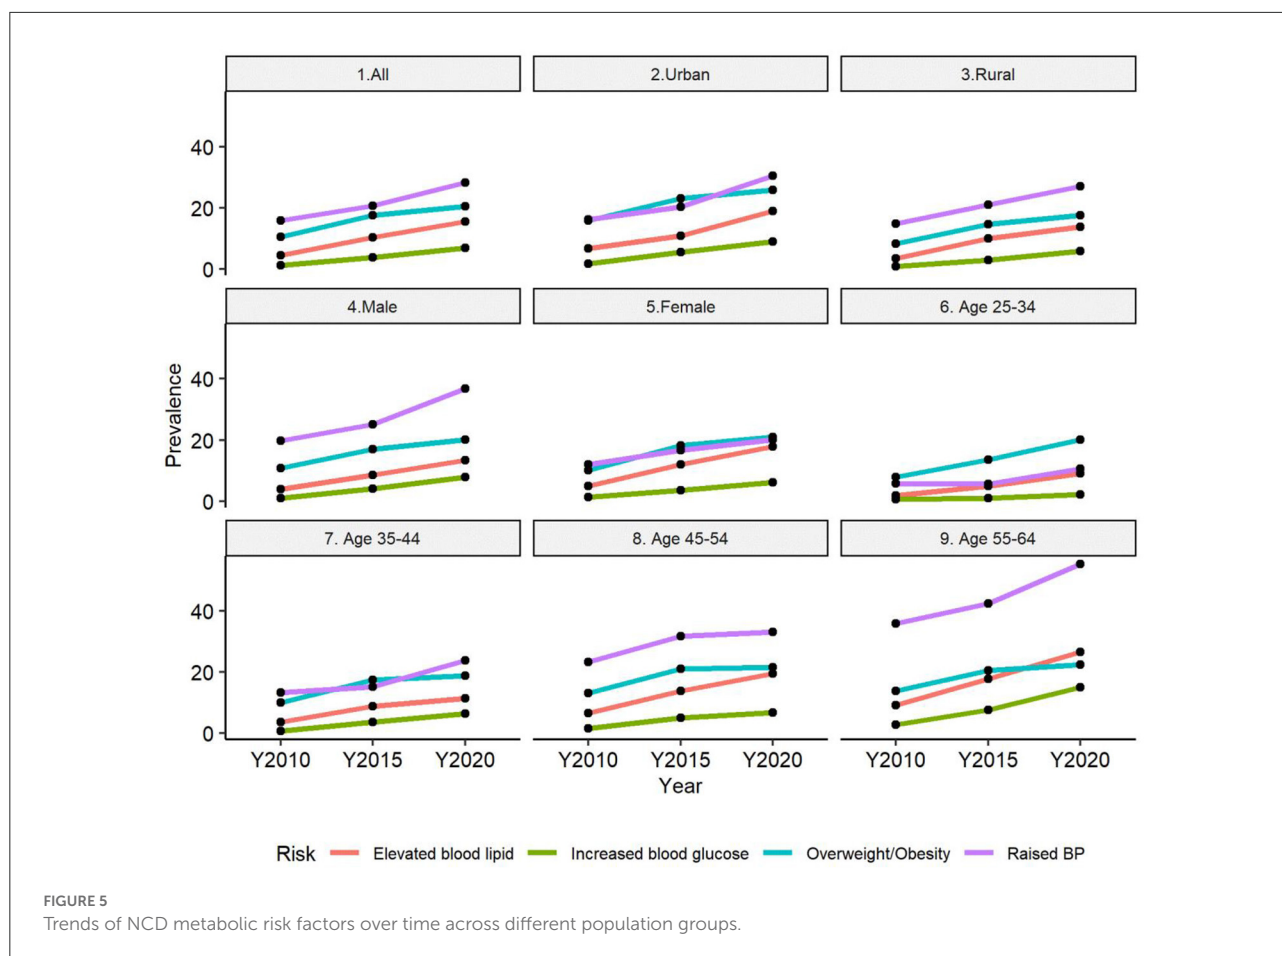 1.All
2.Urban
3.Rural
40
20
0
4.Male
5.Female
6. Age 25-34
Prevalence
40
20
0
7. Age 35-44
8. Age 45-54
9. Age 55-64
40
20
0
Y2010 Y2015 Y2020
Y2010 Y2015 Y2020
Y2010 Y2015 Y2020
Year
Risk Elevated blood lipid Increased blood glucose Overweight/Obesity Raised BP
FIGURE 5
Trends of NCD metabolic risk factors over time across different population groups.